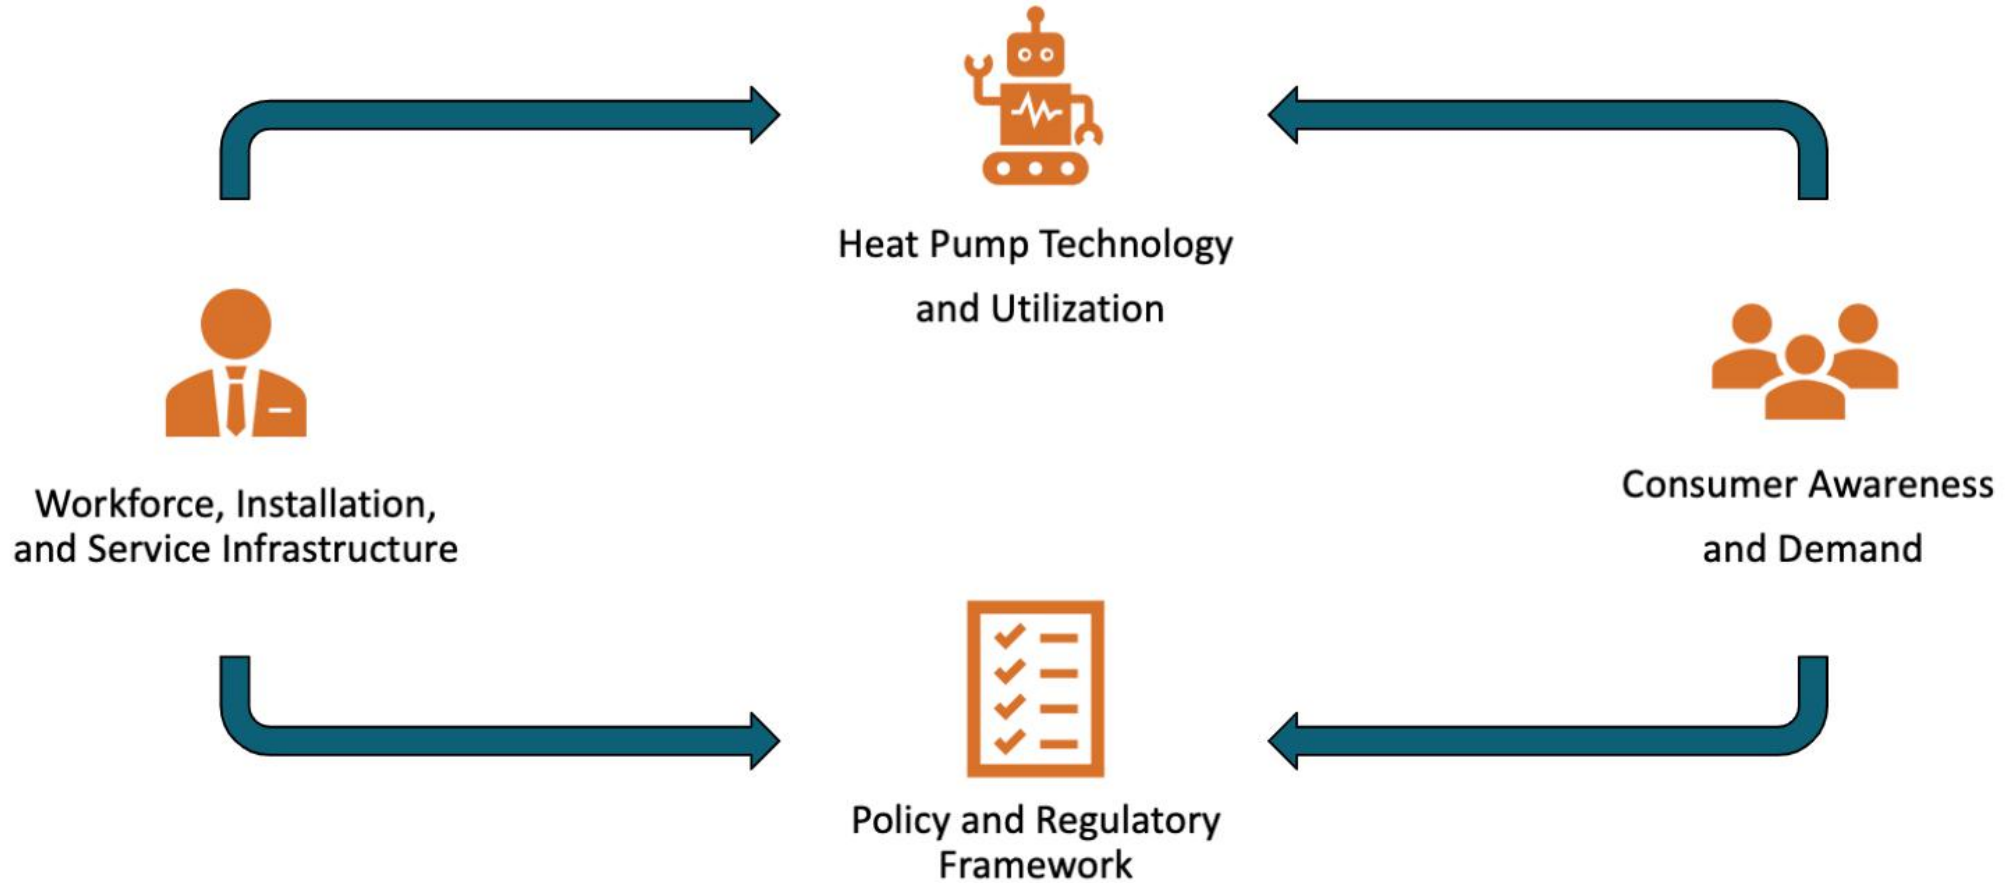 Heat Pump Technology
and Utilization
Workforce, Installation,
and Service Infrastructure
Consumer Awareness
and Demand
Policy and Regulatory
Framework